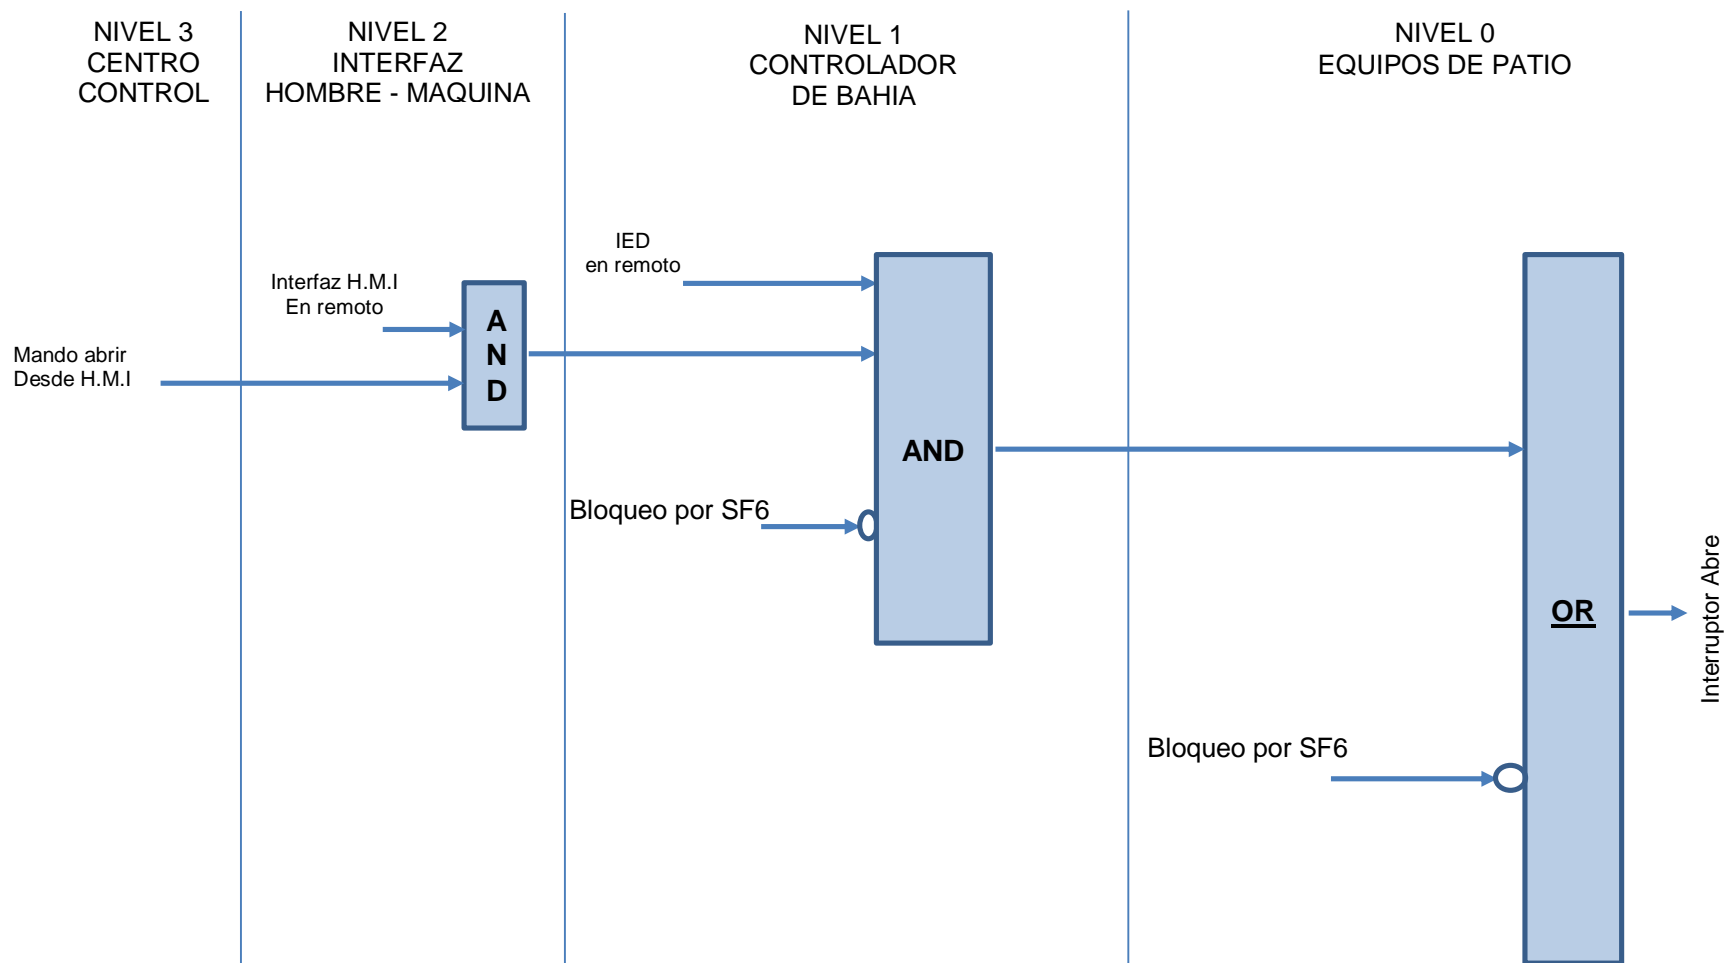 NIVEL 3
CENTRO
CONTROL
NIVEL 2
INTERFAZ
HOMBRE - MAQUINA
NIVEL 1
CONTROLADOR
DE BAHIA
NIVEL 0
EQUIPOS DE PATIO
IED
en remoto
Interfaz H.M.I
En remoto
A
N
D
Mando abrir
Desde H.M.I
AND
Bloqueo por SF6
OR
Interruptor Abre
Bloqueo por SF6